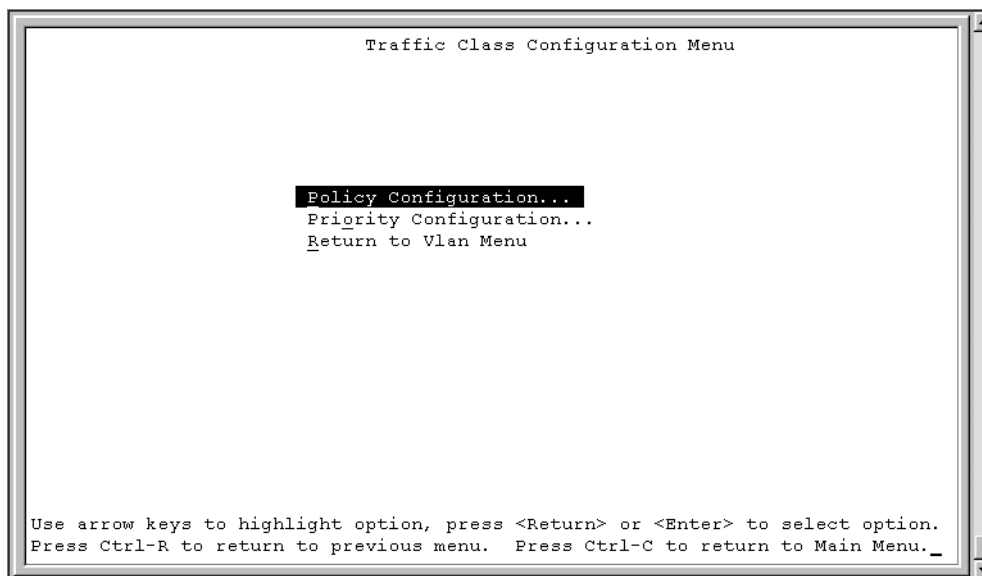 Traffic Class Configuration Menu
Policy Configuration...
Priority Configuration...
Return to Vlan Menu
Use arrow keys to highlight option, press <Return> or <Enter> to select option.
Press Ctrl-R to return to previous menu.  Press Ctrl-C to return to Main Menu._